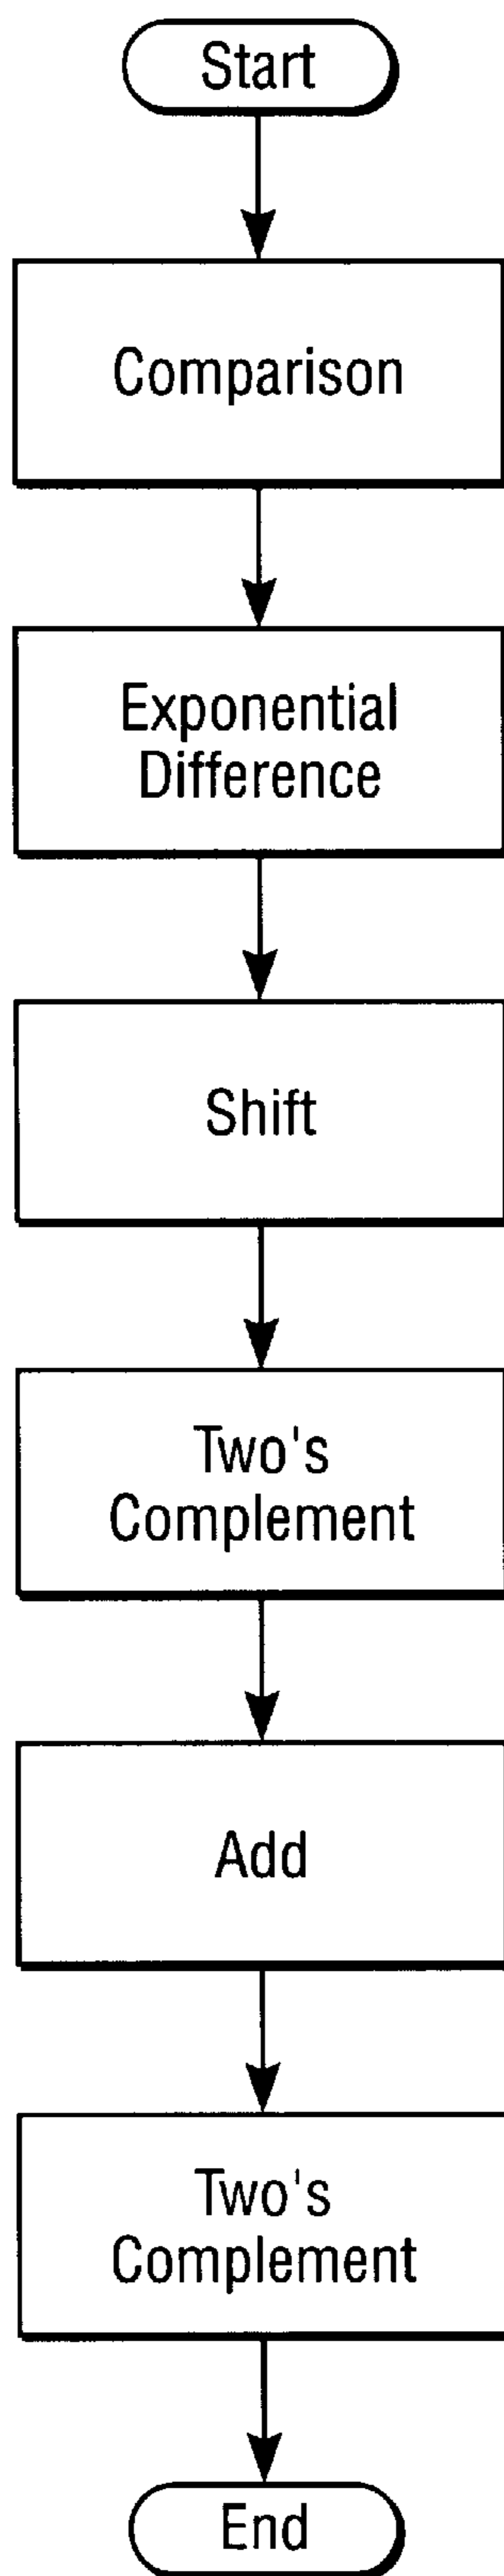 Start
Comparison
Exponential
Difference
Shift
Two's
Complement
Add
Two's
Complement
End